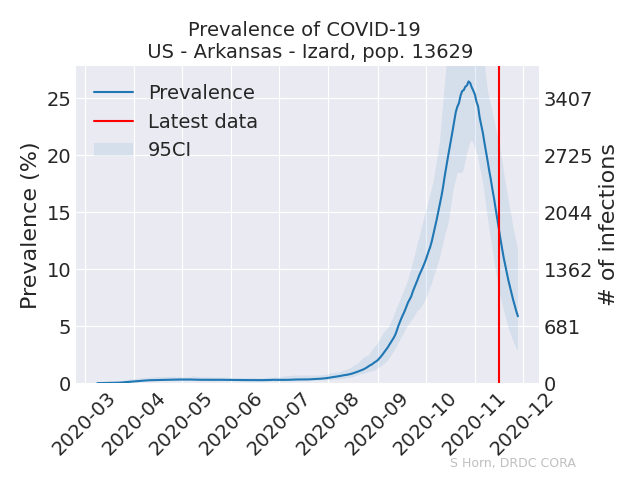 Prevalence of COVID-19
US - Arkansas - Izard, pop. 13629
Prevalence
Latest data
95CI
Prevalence (%)
25
20
15
10
5
0
3407
2725
2044
1362
681
0
# of infections
2020-03
2020-04
2020-05
2020-06
2020-07
2020-08
2020-09
2020-10
2020-11
2020-12
S Horn, DRDC CORA